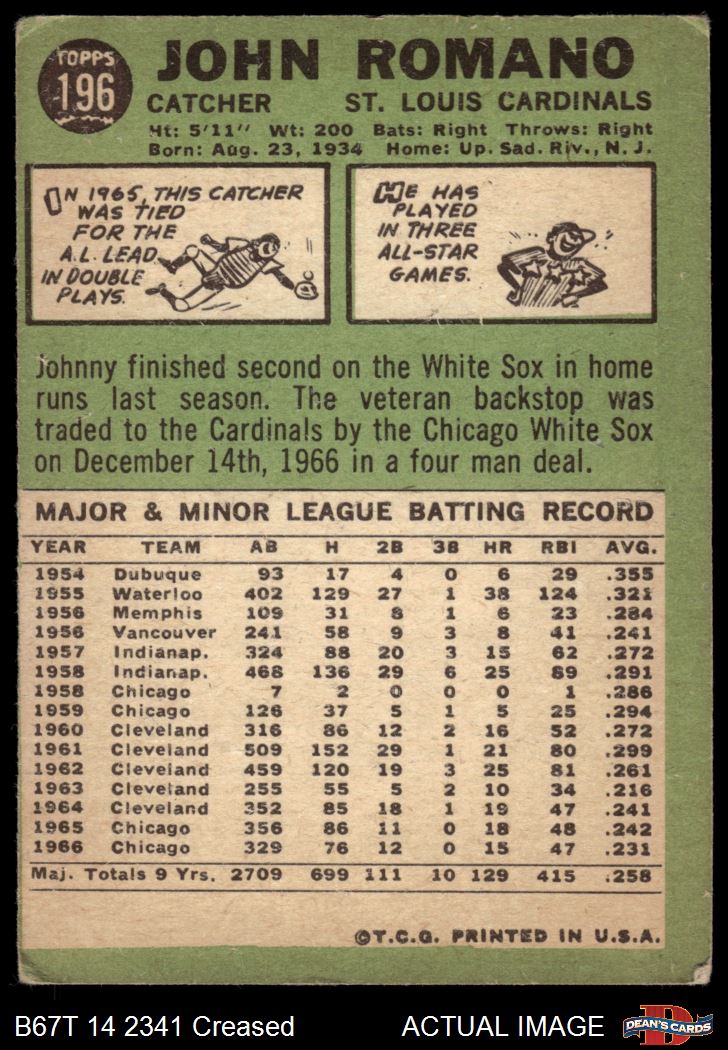 TOPPS
196
JOHN ROMANO
CATCHER ST. LOUIS CARDINALS
Ht: 5'11" Wt: 200 Bats: Right Throws: Right
Born: Aug. 23, 1934 Home: Up. Sad. Riv., N. J.
IN 1965, THIS CATCHER
WAS TIED
FOR THE
A.L. LEAD
IN DOUBLE
PLAYS.
HE HAS
PLAYED
IN THREE
ALL-STAR
GAMES.
Johnny finished second on the White Sox in home
runs last season. The veteran backstop was
traded to the Cardinals by the Chicago White Sox
on December 14th, 1966 in a four man deal.
MAJOR & MINOR LEAGUE BATTING RECORD
YEAR TEAM AB H 2B 3B HR RBI AVG.
1954 Dubuque 93 17 4 0 6 29 .355
1955 Waterloo 402 129 27 1 38 124 .321
1956 Memphis 109 31 8 1 6 23 .284
1956 Vancouver 241 58 9 3 8 41 .241
1957 Indianap. 324 88 20 3 15 62 .272
1958 Indianap. 468 136 29 6 25 89 .291
1958 Chicago 7 2 0 0 0 1 .286
1959 Chicago 126 37 5 1 5 25 .294
1960 Cleveland 316 86 12 2 16 52 .272
1961 Cleveland 509 152 29 1 21 80 .299
1962 Cleveland 459 120 19 3 25 81 .261
1963 Cleveland 255 55 5 2 10 34 .216
1964 Cleveland 352 85 18 1 19 47 .241
1965 Chicago 356 86 11 0 18 48 .242
1966 Chicago 329 76 12 0 15 47 .231
Maj. Totals 9 Yrs. 2709 699 111 10 129 415 .258
©T.C.G. PRINTED IN U.S.A.
B67T 14 2341 Creased ACTUAL IMAGE
DEAN'S CARDS